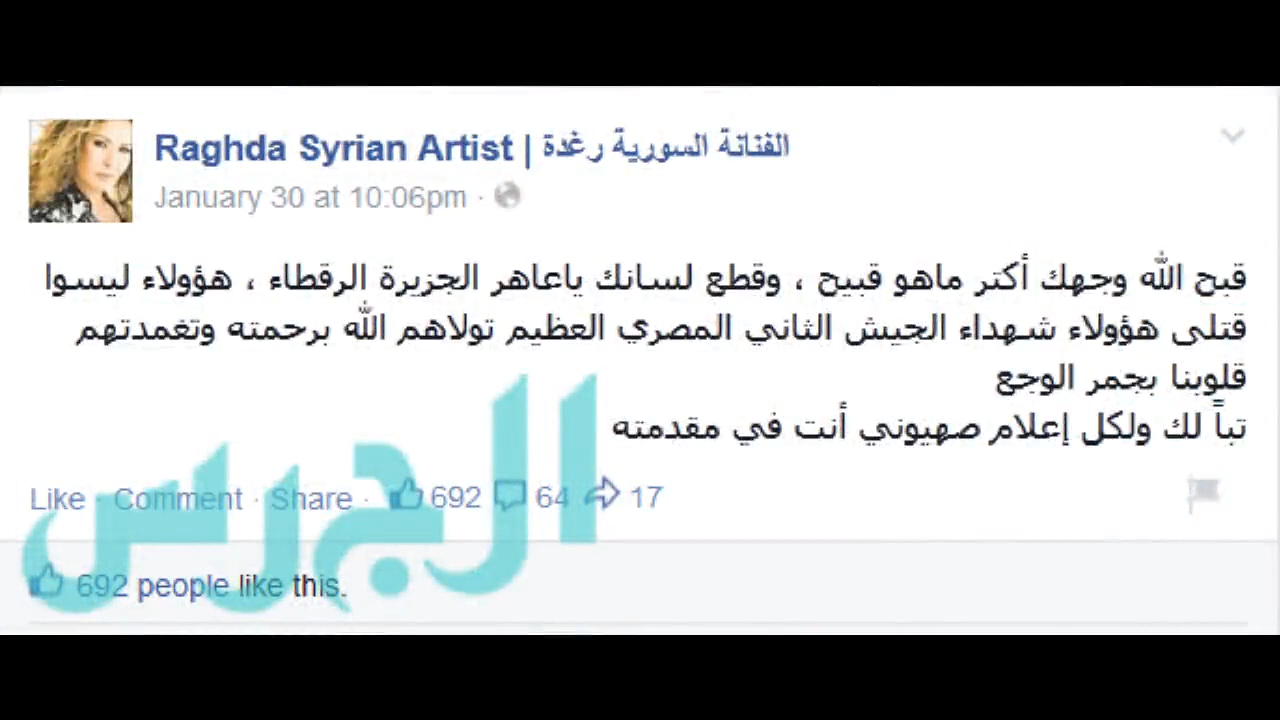 Raghda Syrian Artist | الفنانة السورية رغدة
January 30 at 10:06pm ·
قبح الله وجهك أكتر ماهو قبيح ، وقطع لسانك ياعاهر الجزيرة الرقطاء ، هؤولاء ليسوا
قتلى هؤولاء شهداء الجيش الثاني المصري العظيم تولاهم الله برحمته وتغمدتهم
قلوبنا بجمر الوجع
تباً لك ولكل إعلام صهيوني أنت في مقدمته
Like · Comment · Share · 692 64 17
692 people like this.
الجرس